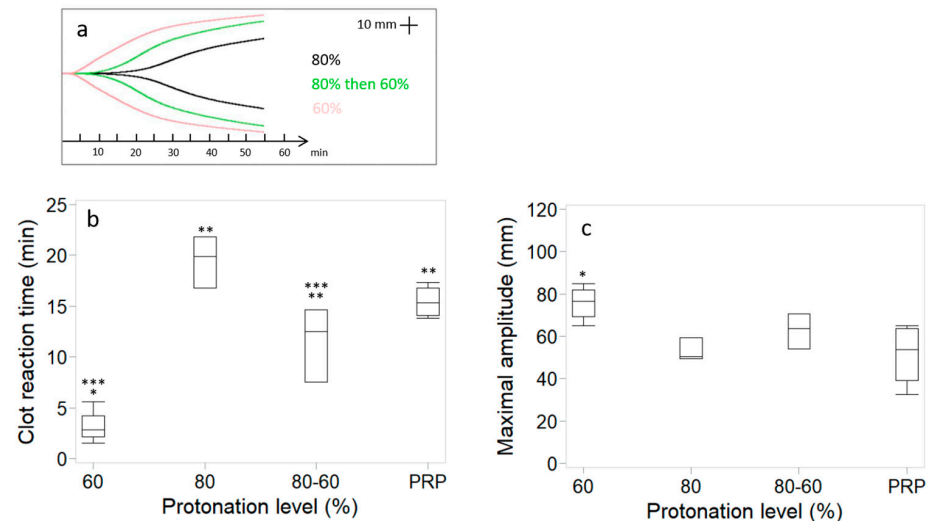 a
10 mm
80%
80% then 60%
60%
10 20 30 40 50 60 min
b
Clot reaction time (min)
25
20
15
10
5
0
**
***
**
**
***
*
60 80 80-60 PRP
Protonation level (%)
c
Maximal amplitude (mm)
120
100
80
60
40
20
0
*
60 80 80-60 PRP
Protonation level (%)